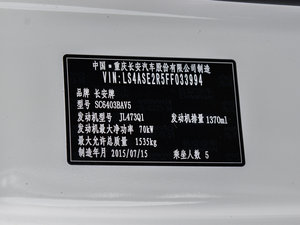 中国·重庆长安汽车股份有限公司制造
VIN:LS4ASE2R5FF033994
品牌 长安牌
型号 SC6403BAV5
发动机型号 JL473Q1 发动机排量 1370ml
发动机最大净功率 70kW
最大允许总质量 1535kg
制造年月 2015/07/15 乘坐人数 5